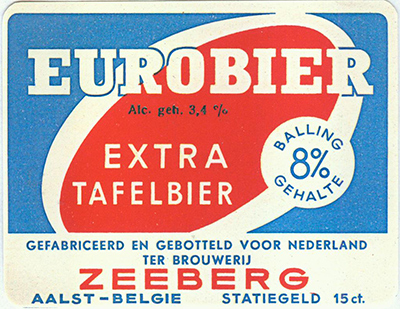 EUROBIER
Alc. geh. 3,4 %
EXTRA
TAFELBIER
BALLING
8%
GEHALTE
GEFABRICEERD EN GEBOTTELD VOOR NEDERLAND
TER BROUWERIJ
ZEEBERG
AALST-BELGIE STATIEGELD 15 ct.